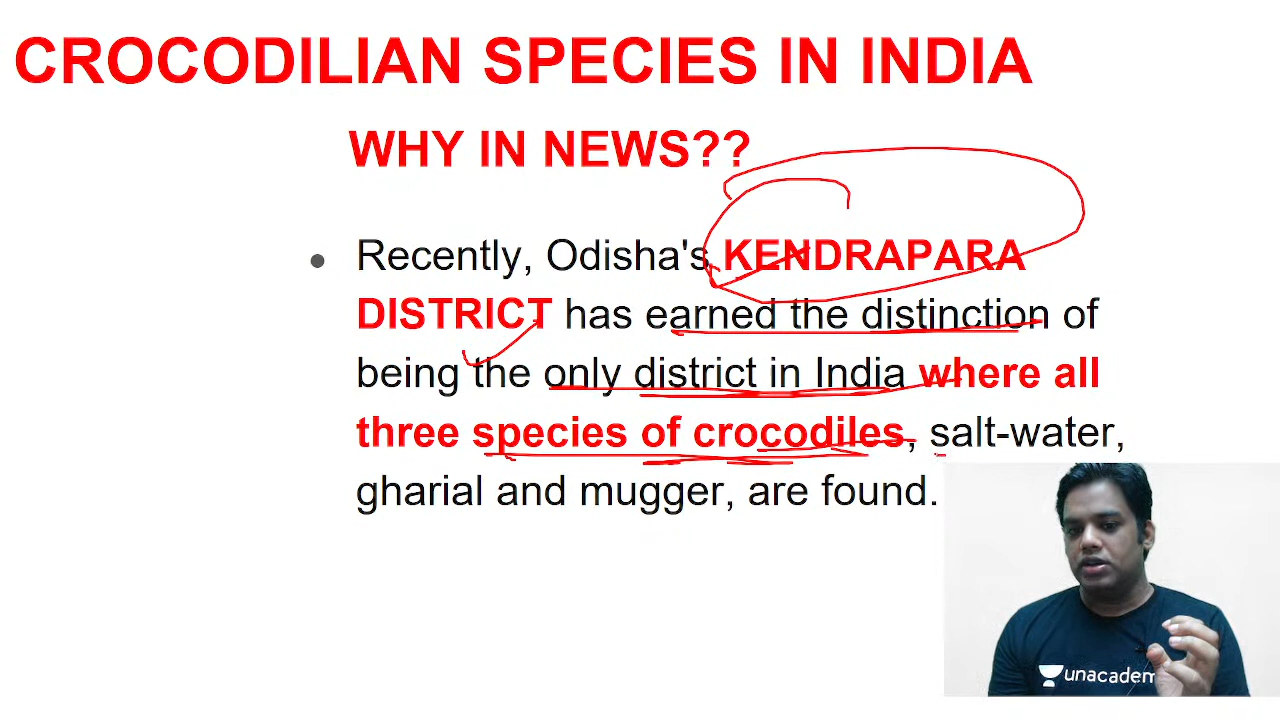 CROCODILIAN SPECIES IN INDIA
WHY IN NEWS??
Recently, Odisha's KENDRAPARA
DISTRICT has earned the distinction of
being the only district in India where all
three species of crocodiles, salt-water,
gharial and mugger, are found.
unacadem